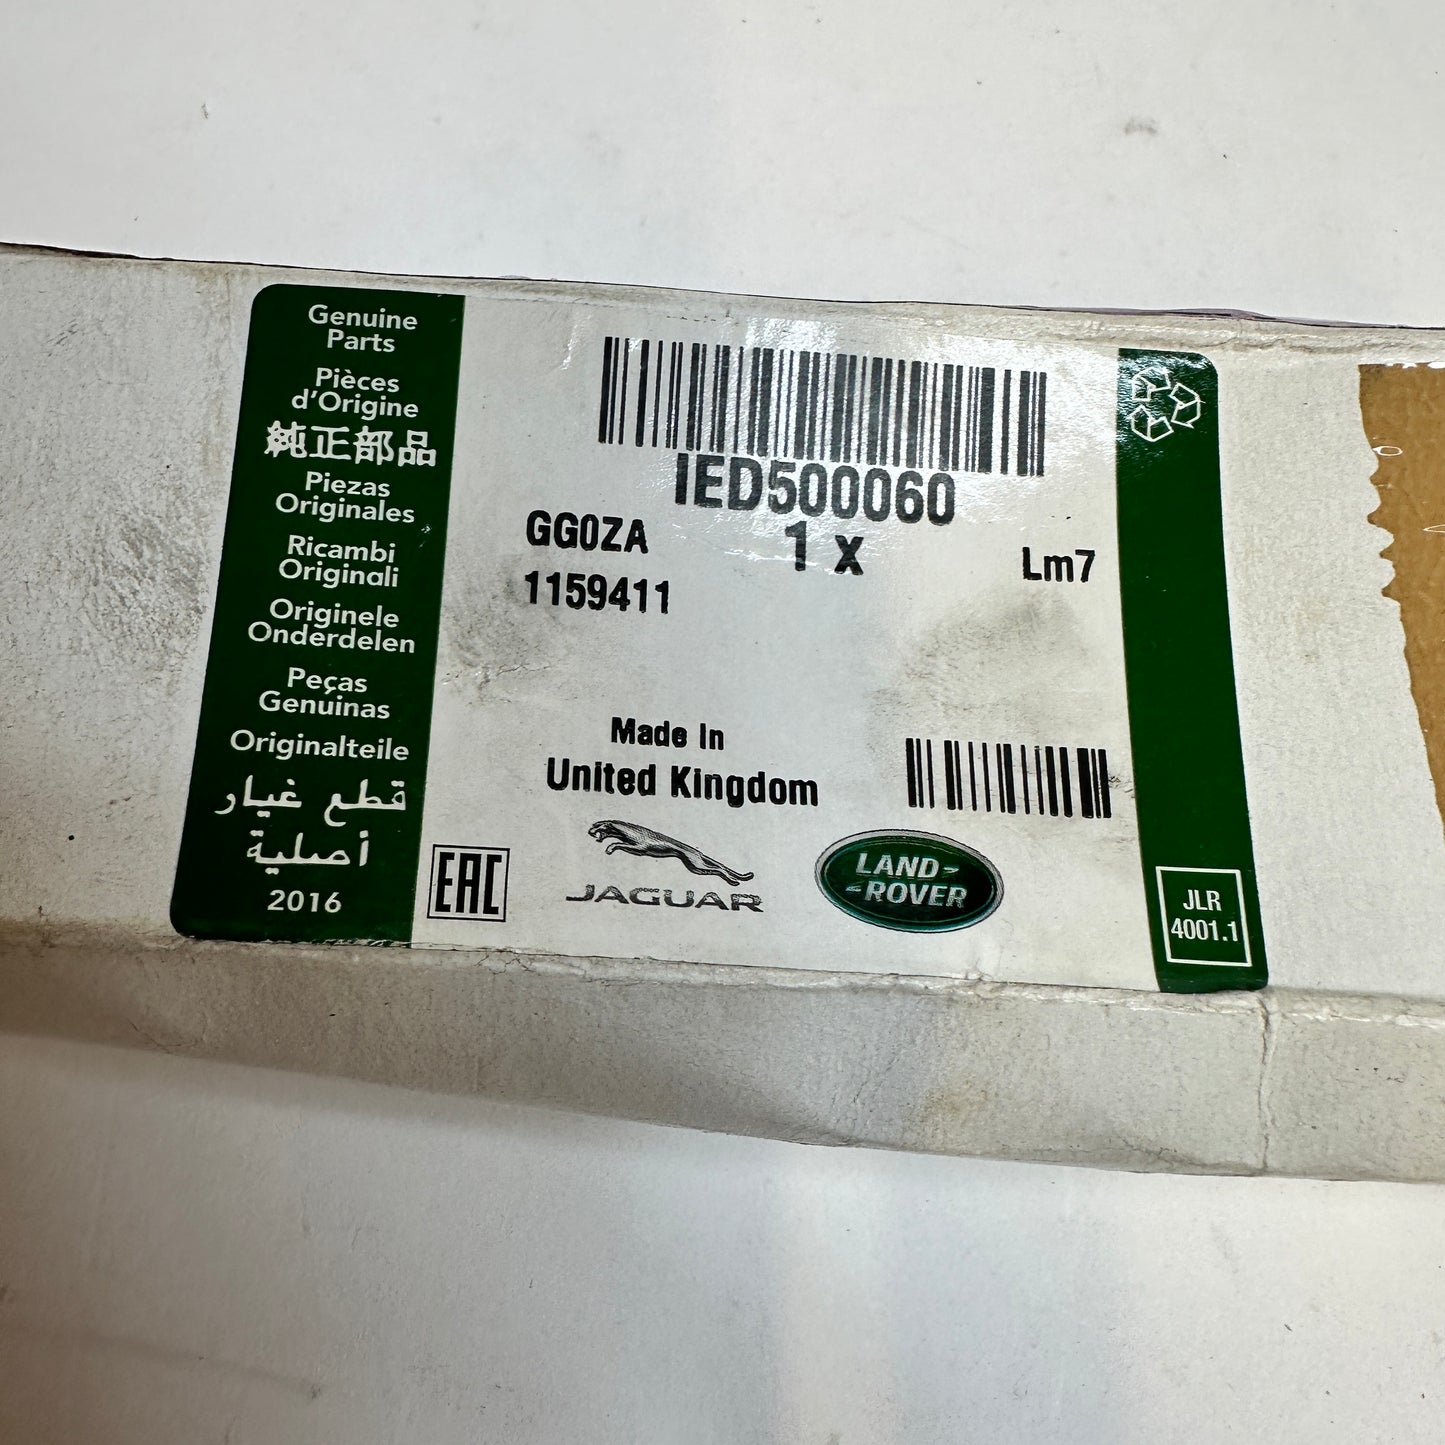 Genuine
Parts
Pièces
d'Origine
純正部品
Piezas
Originales
Ricambi
Originali
Originele
Onderdelen
Peças
Genuinas
Originalteile
قطع غيار
أصلية
2016
IED500060
GG0ZA
1 x
Lm7
1159411
Made In
United Kingdom
EAC
JAGUAR
LAND-
-ROVER
JLR
4001.1